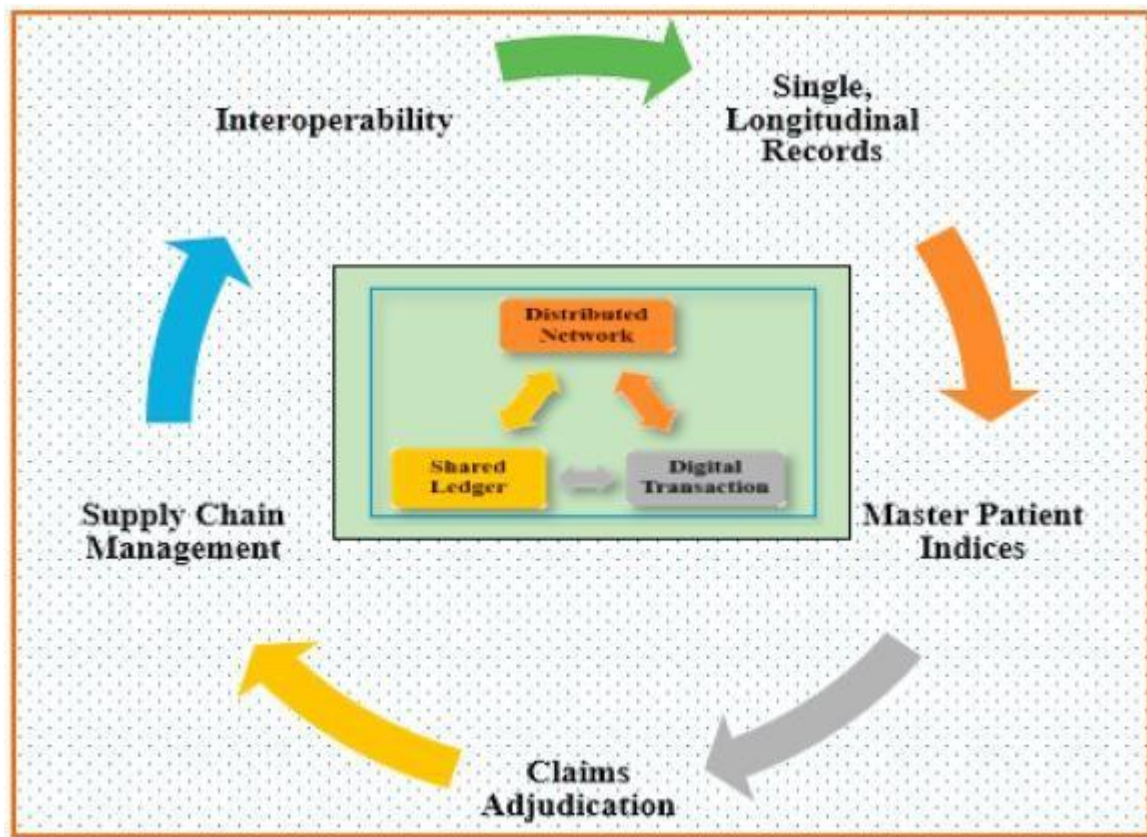 Interoperability
Single,
Longitudinal
Records
Distributed
Network
Shared
Ledger
Digital
Transaction
Supply Chain
Management
Master Patient
Indices
Claims
Adjudication